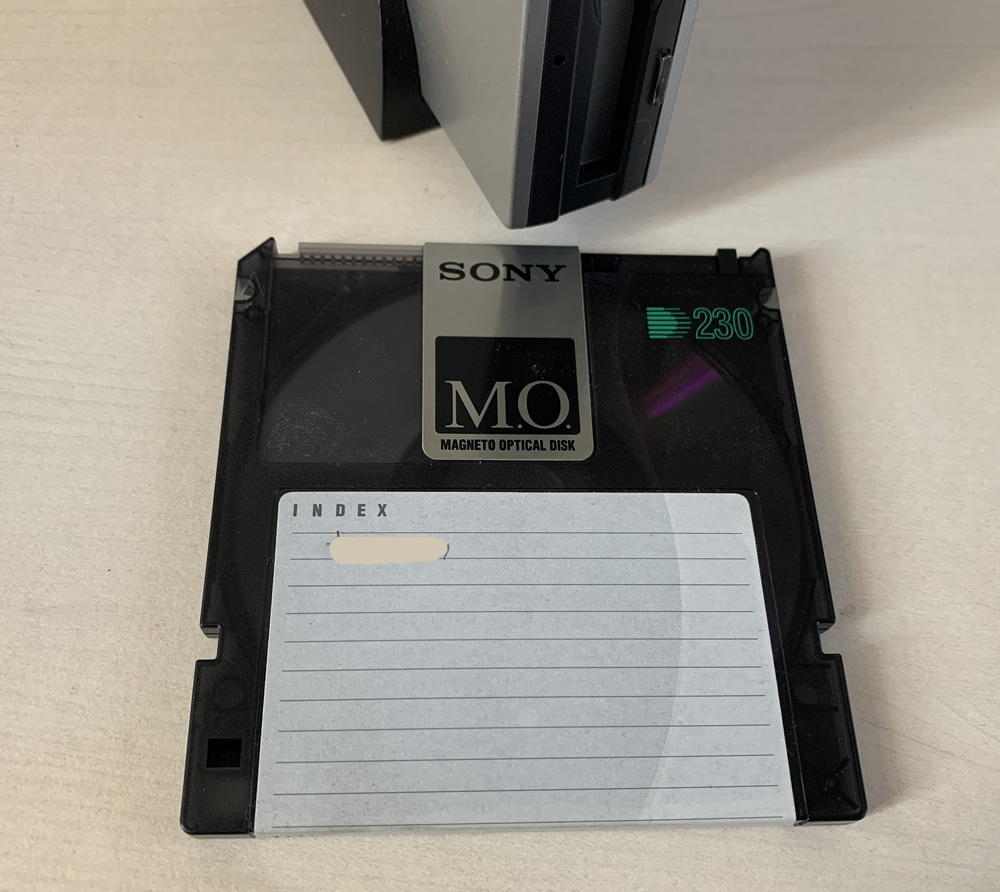 SONY
230
M.O.
MAGNETO OPTICAL DISK
INDEX